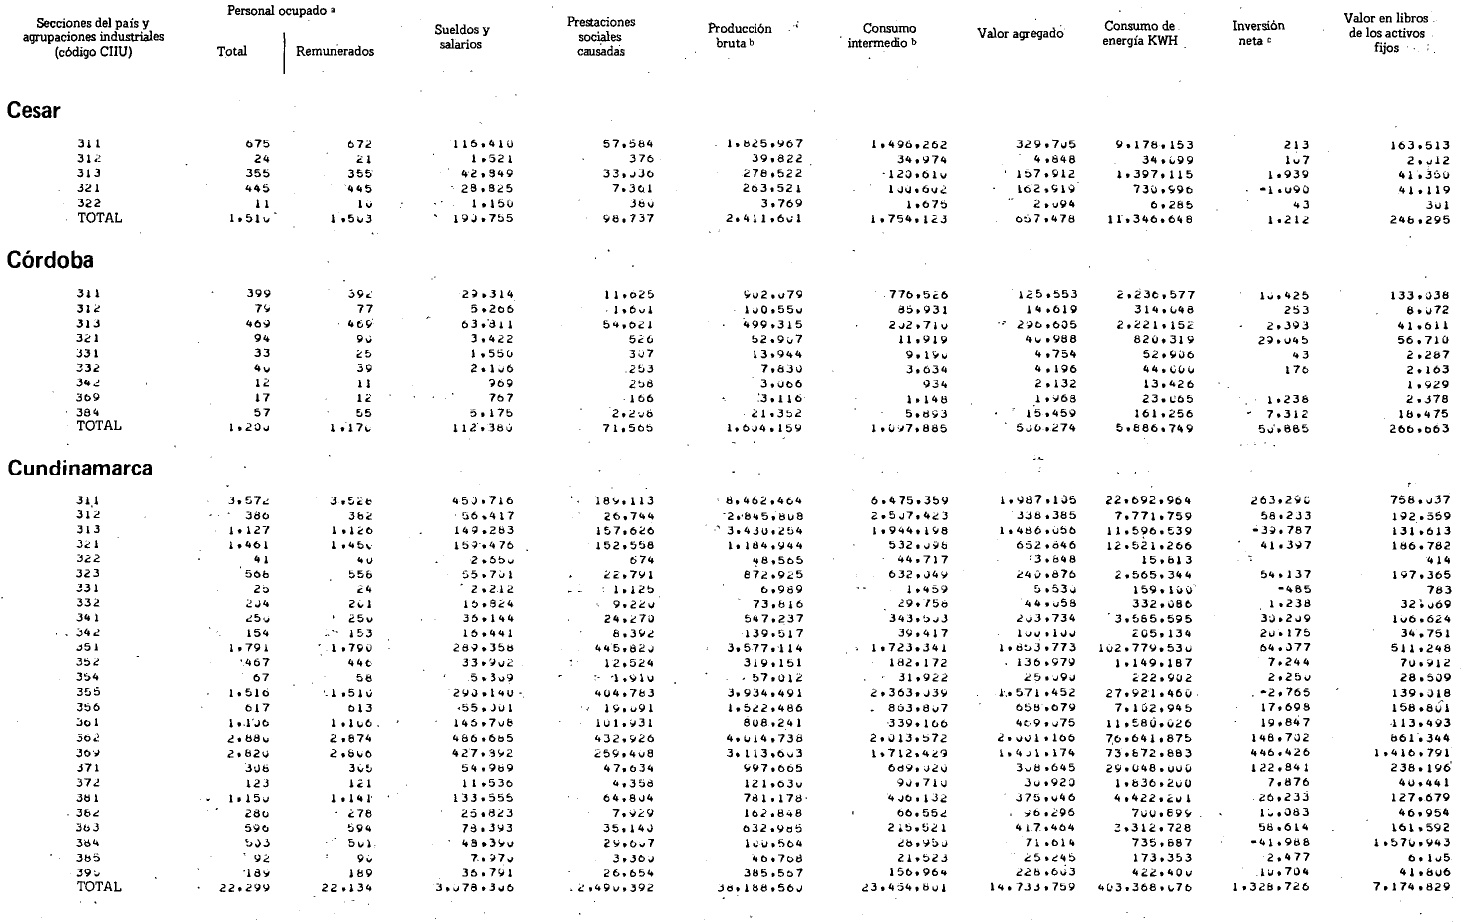 Secciones del país y agrupaciones industriales (código CIIU) Personal ocupado a Total Remunerados Sueldos y salarios Prestaciones sociales causadas Producción bruta b Consumo intermedio b Valor agregado Consumo de energía KWH Inversión neta c Valor en libros de los activos fijos
Cesar
311 675 672 116.410 57.584 1.825.967 1.496.262 329.705 9.178.153 213 163.513
312 24 21 1.521 376 39.822 34.974 4.848 34.099 107 2.012
313 355 355 42.849 33.036 278.522 120.610 157.912 1.397.115 1.939 41.350
321 445 445 28.825 7.361 263.521 100.602 162.919 730.996 -1.090 41.119
322 11 10 1.150 380 3.769 1.675 2.094 6.285 43 301
TOTAL 1.510 1.503 190.755 98.737 2.411.601 1.754.123 657.478 11.346.648 1.212 248.295
Córdoba
311 399 392 29.314 11.625 902.079 776.526 125.553 2.236.577 10.425 133.038
312 79 77 5.266 1.601 100.550 85.931 14.619 314.048 253 8.072
313 469 469 63.811 54.621 499.315 202.710 296.605 2.221.152 2.393 41.611
321 94 90 3.422 526 52.907 11.919 40.988 820.319 29.045 56.710
331 33 25 1.550 307 13.944 9.190 4.754 52.906 43 2.287
332 40 39 2.106 253 7.830 3.634 4.196 44.000 176 2.163
342 12 11 969 258 3.066 934 2.132 13.426 1.929
369 17 12 767 166 3.116 1.148 1.968 23.065 1.238 2.378
384 57 55 5.175 2.208 21.352 5.893 15.459 161.256 7.312 18.475
TOTAL 1.200 1.170 112.380 71.565 1.604.159 1.097.885 506.274 5.886.749 50.885 266.663
Cundinamarca
311 3.572 3.528 450.716 189.113 8.462.464 6.475.359 1.987.105 22.692.964 263.290 758.037
312 386 382 56.417 26.744 2.845.808 2.507.423 338.385 7.771.759 58.233 192.559
313 1.127 1.126 149.283 157.626 3.430.254 1.944.198 1.486.056 11.596.539 -39.787 131.613
321 1.461 1.450 159.476 152.558 1.184.944 532.098 652.846 12.521.266 41.397 186.782
322 41 40 2.550 674 48.565 44.717 3.848 15.813 414
323 568 556 55.701 22.791 872.925 632.049 240.876 2.565.344 54.137 197.365
331 25 24 2.212 1.125 6.989 1.459 5.530 159.100 -485 783
332 204 201 15.824 9.220 73.816 29.758 44.058 332.086 1.238 32.069
341 250 250 36.144 24.270 547.237 343.503 203.734 3.585.595 30.209 106.624
342 154 153 16.441 8.392 139.517 39.417 100.100 205.134 20.175 34.751
351 1.791 1.790 289.358 445.820 3.577.114 1.723.341 1.853.773 102.779.530 64.077 511.248
352 467 446 33.902 12.524 319.151 182.172 136.979 1.149.187 7.244 70.912
354 67 58 5.309 1.910 57.012 31.922 25.090 222.902 2.250 28.509
355 1.516 1.510 290.140 404.783 3.934.491 2.363.039 1.571.452 27.921.460 -2.765 139.018
356 617 613 55.301 19.091 1.522.486 863.807 658.679 7.102.945 17.698 158.801
361 1.106 1.106 146.708 101.931 808.241 339.166 469.075 11.580.026 19.847 113.493
362 2.880 2.874 486.685 432.926 4.014.738 2.013.572 2.001.166 76.641.875 148.702 861.344
369 2.820 2.806 427.392 259.408 3.113.603 1.712.429 1.401.174 73.672.883 446.426 1.416.791
371 308 305 54.989 47.634 997.665 689.020 308.645 29.048.000 122.841 238.196
372 123 121 11.536 4.358 121.630 90.710 30.920 1.836.200 7.876 40.441
381 1.150 1.141 133.555 64.804 781.178 406.132 375.046 4.422.201 26.233 127.679
382 280 278 25.823 7.929 162.848 66.552 96.296 700.899 10.083 46.954
383 596 594 78.393 35.140 632.985 215.521 417.464 3.312.728 58.614 161.592
384 503 501 48.390 29.607 100.564 28.950 71.614 735.887 -41.988 1.570.943
385 92 90 7.970 3.360 46.768 21.523 25.245 173.353 2.477 6.105
390 189 189 36.791 26.654 385.567 156.964 228.603 422.400 10.704 41.806
TOTAL 22.299 22.134 3.078.306 2.490.392 38.188.560 23.454.801 14.733.759 403.368.076 1.328.726 7.174.829